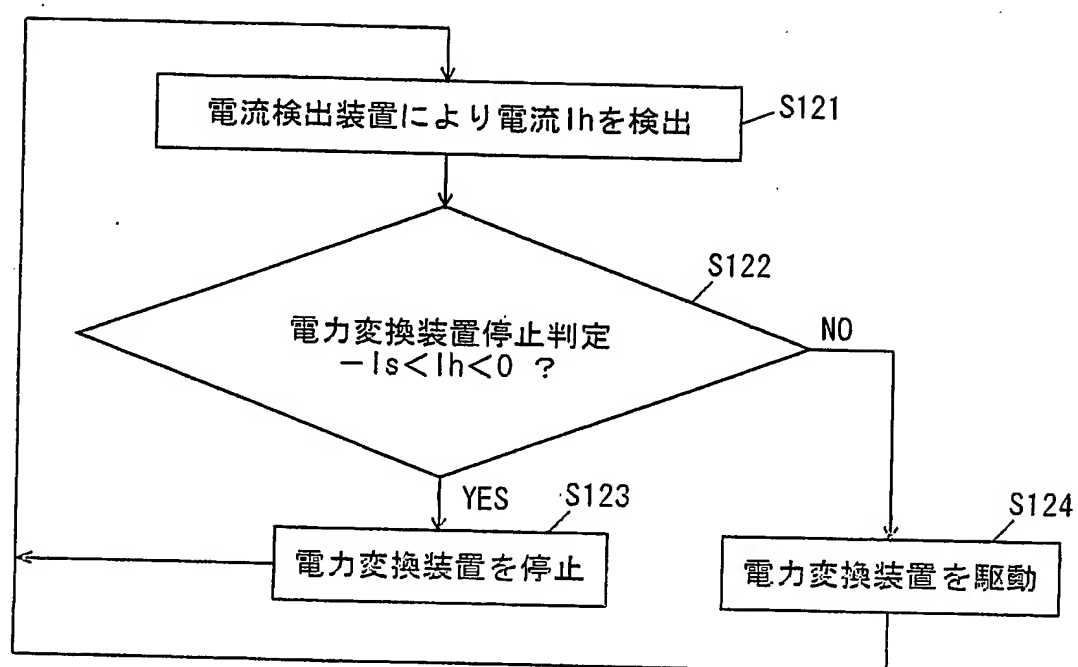 電流検出装置により電流Ihを検出
S121
S122
電力変換装置停止判定
－Is＜Ih＜0 ？
NO
YES
S123
電力変換装置を停止
S124
電力変換装置を駆動